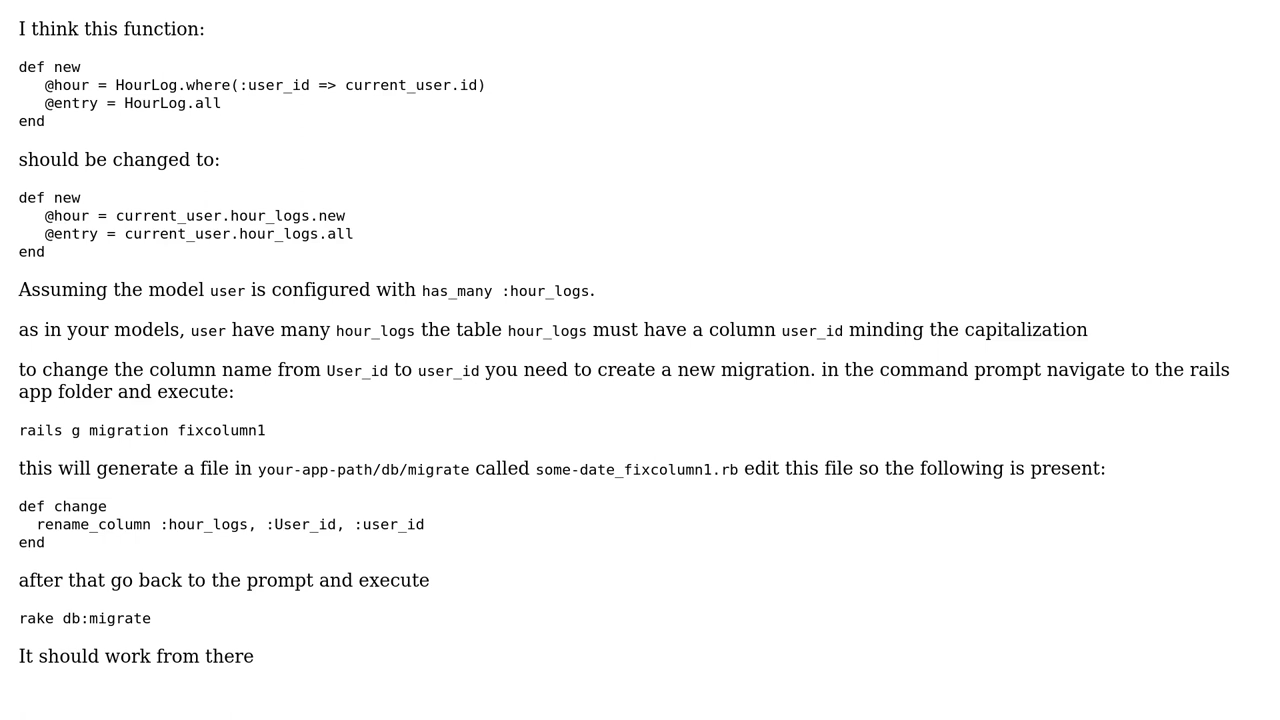 I think this function:
def new
   @hour = HourLog.where(:user_id => current_user.id)
   @entry = HourLog.all
end
should be changed to:
def new
   @hour = current_user.hour_logs.new
   @entry = current_user.hour_logs.all
end
Assuming the model user is configured with has_many :hour_logs.
as in your models, user have many hour_logs the table hour_logs must have a column user_id minding the capitalization
to change the column name from User_id to user_id you need to create a new migration. in the command prompt navigate to the rails
app folder and execute:
rails g migration fixcolumn1
this will generate a file in your-app-path/db/migrate called some-date_fixcolumn1.rb edit this file so the following is present:
def change
  rename_column :hour_logs, :User_id, :user_id
end
after that go back to the prompt and execute
rake db:migrate
It should work from there